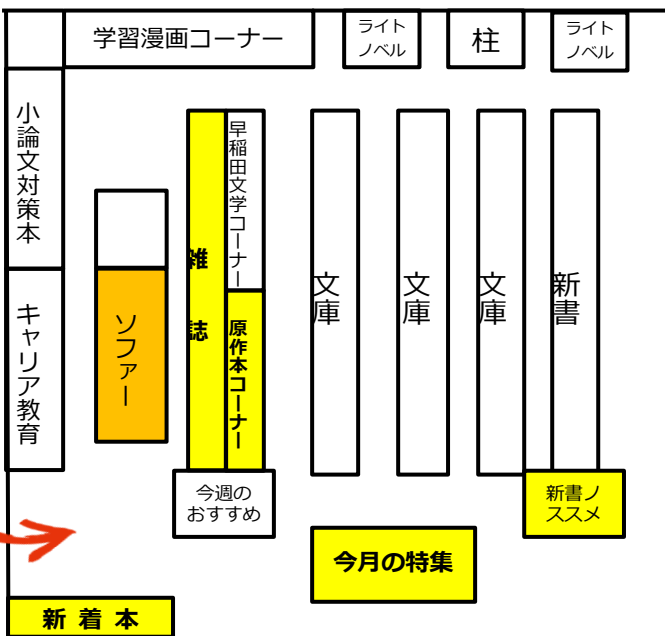 学習漫画コーナー
ライト
ノベル
柱
ライト
ノベル
小論文対策本
早稲田文学コーナー
雑誌
原作本コーナー
文庫
文庫
文庫
新書
キャリア教育
ソファー
今週の
おすすめ
新書ノ
ススメ
今月の特集
新着本